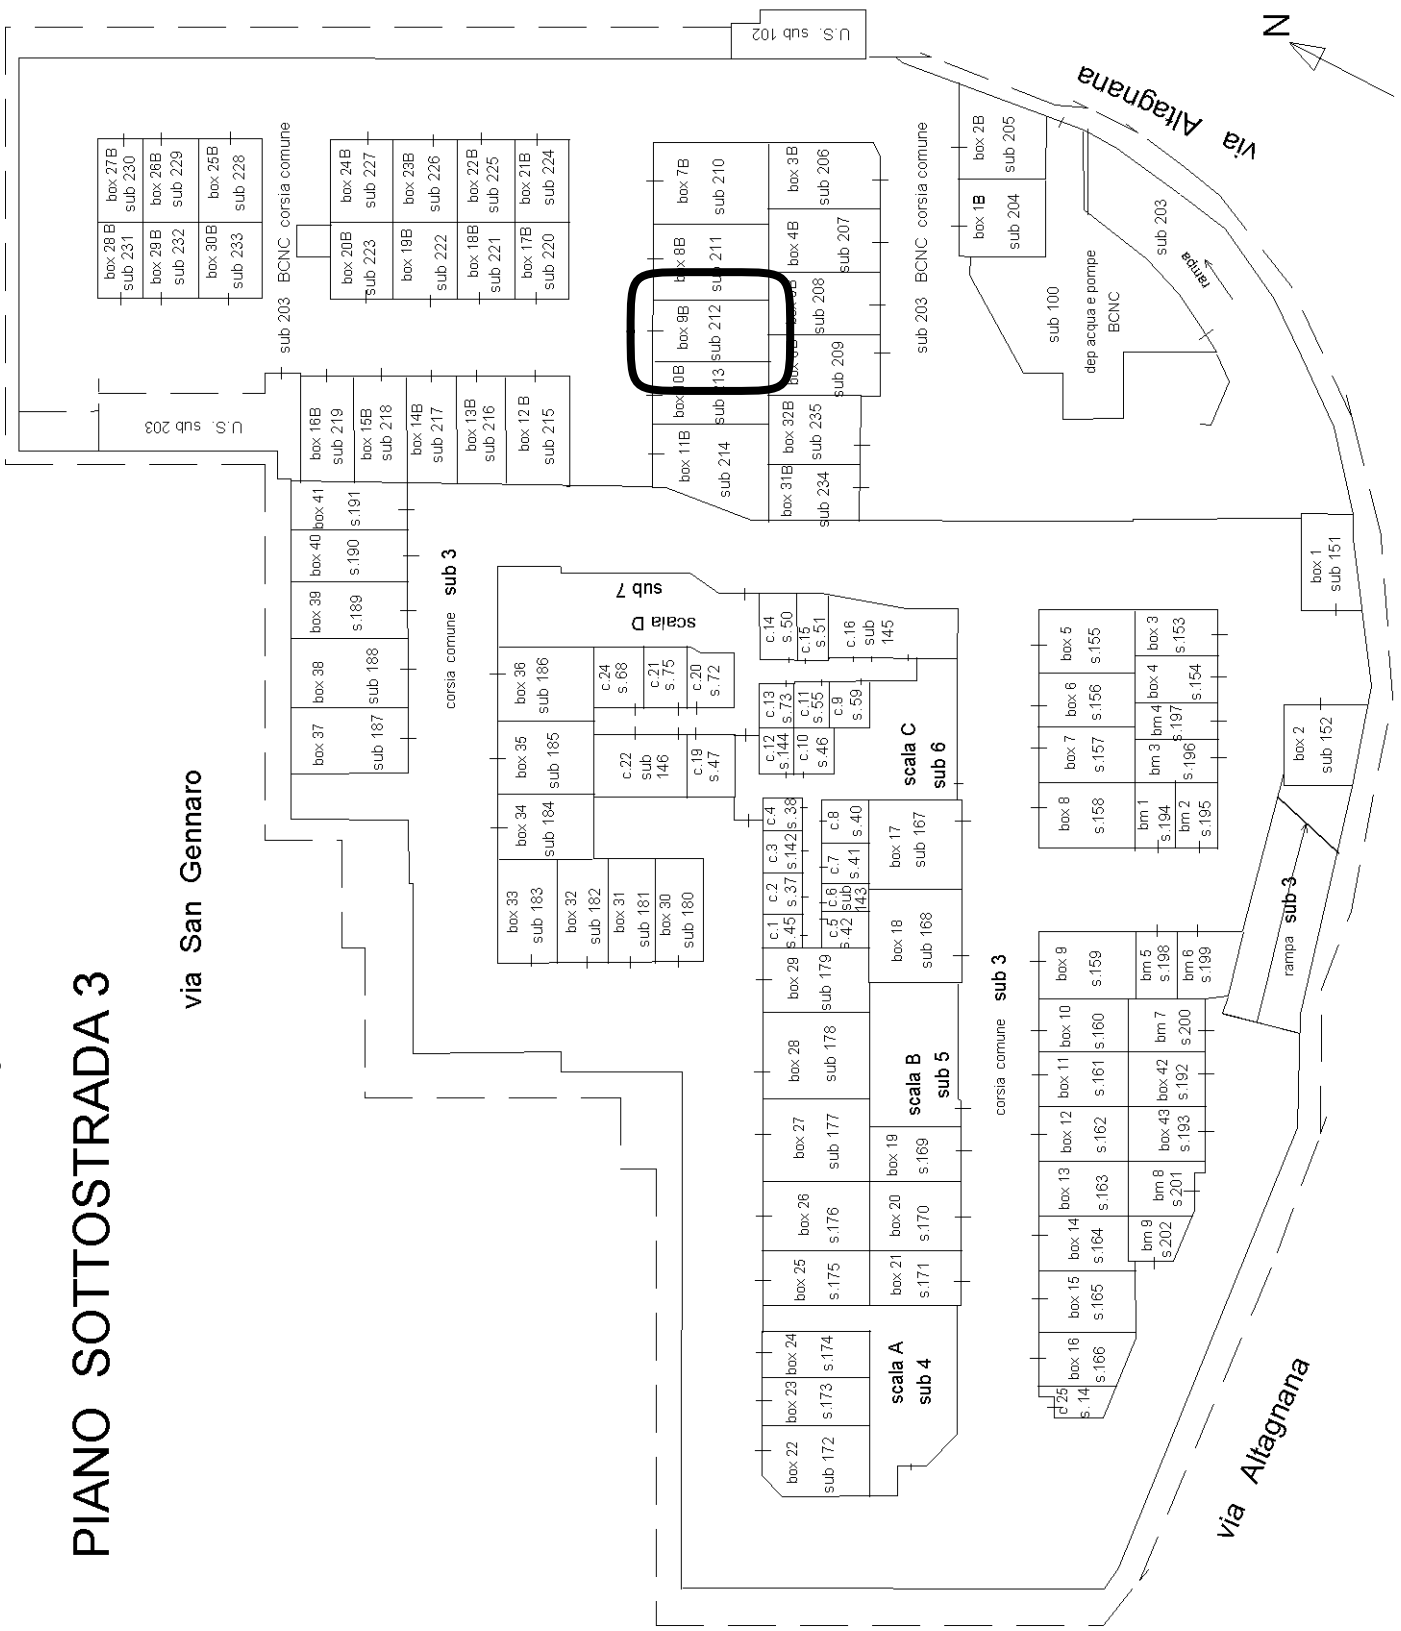 PIANO SOTTOSTRADA 3
via San Gennaro
via Altagnana
via Altagnana
N
U.S. sub 102
U.S. sub 203
sub 203 BCNC corsia comune
sub 203 BCNC corsia comune
box 27B
sub 230
box 26B
sub 229
box 25B
sub 228
box 28 B
sub 231
box 29 B
sub 232
box 30B
sub 233
box 24B
sub 227
box 23B
sub 226
box 22B
sub 225
box 21B
sub 224
box 20B
sub 223
box 19B
sub 222
box 18B
sub 221
box 17B
sub 220
box 16B
sub 219
box 15B
sub 218
box 14B
sub 217
box 13B
sub 216
box 12 B
sub 215
box 7B
sub 210
box 8B
sub 211
box 9B
sub 212
box 10B
sub 213
box 11B
sub 214
box 3B
sub 206
box 4B
sub 207
sub 208
sub 209
box 32B
sub 235
box 31B
sub 234
box 2B
sub 205
box 1B
sub 204
sub 203
rampa
sub 100
dep acqua e pompe
BCNC
box 41
s.191
box 40
s.190
box 39
s.189
box 38
sub 188
box 37
sub 187
corsia comune sub 3
scala D
sub 7
box 36
sub 186
box 35
sub 185
box 34
sub 184
box 33
sub 183
box 32
sub 182
box 31
sub 181
box 30
sub 180
c.24
s.68
c.21
s.75
c.20
s.72
c.22
sub
146
c.19
s.47
c.14
s.50
c.15
s.51
c.16
sub
145
c.13
s.73
c.11
s.55
c.9
s.59
c.12
s.144
c.10
s.46
scala C
sub 6
c.4
s.38
c.3
s.142
c.2
s.37
c.1
s.45
c.8
s.40
c.7
s.41
c.6
sub
143
c.5
s.42
box 17
sub 167
box 18
sub 168
box 29
sub 179
box 28
sub 178
box 27
sub 177
box 26
s.176
box 25
s.175
box 24
s.174
box 23
s.173
box 22
sub 172
scala B
sub 5
box 19
s.169
box 20
s.170
box 21
s.171
scala A
sub 4
corsia comune sub 3
box 1
sub 151
box 2
sub 152
rampa sub 3
box 5
s.155
box 6
s.156
box 7
s.157
box 8
s.158
box 3
s.153
box 4
s.154
bm 4
s.197
bm 3
s.196
bm 1
s.194
bm 2
s.195
box 9
s.159
bm 5
s.198
bm 6
s.199
box 10
s.160
bm 7
s.200
box 11
s.161
box 42
s.192
box 12
s.162
box 43
s.193
box 13
s.163
bm 8
s.201
box 14
s.164
bm 9
s.202
box 15
s.165
box 16
s.166
c 25
s. 14